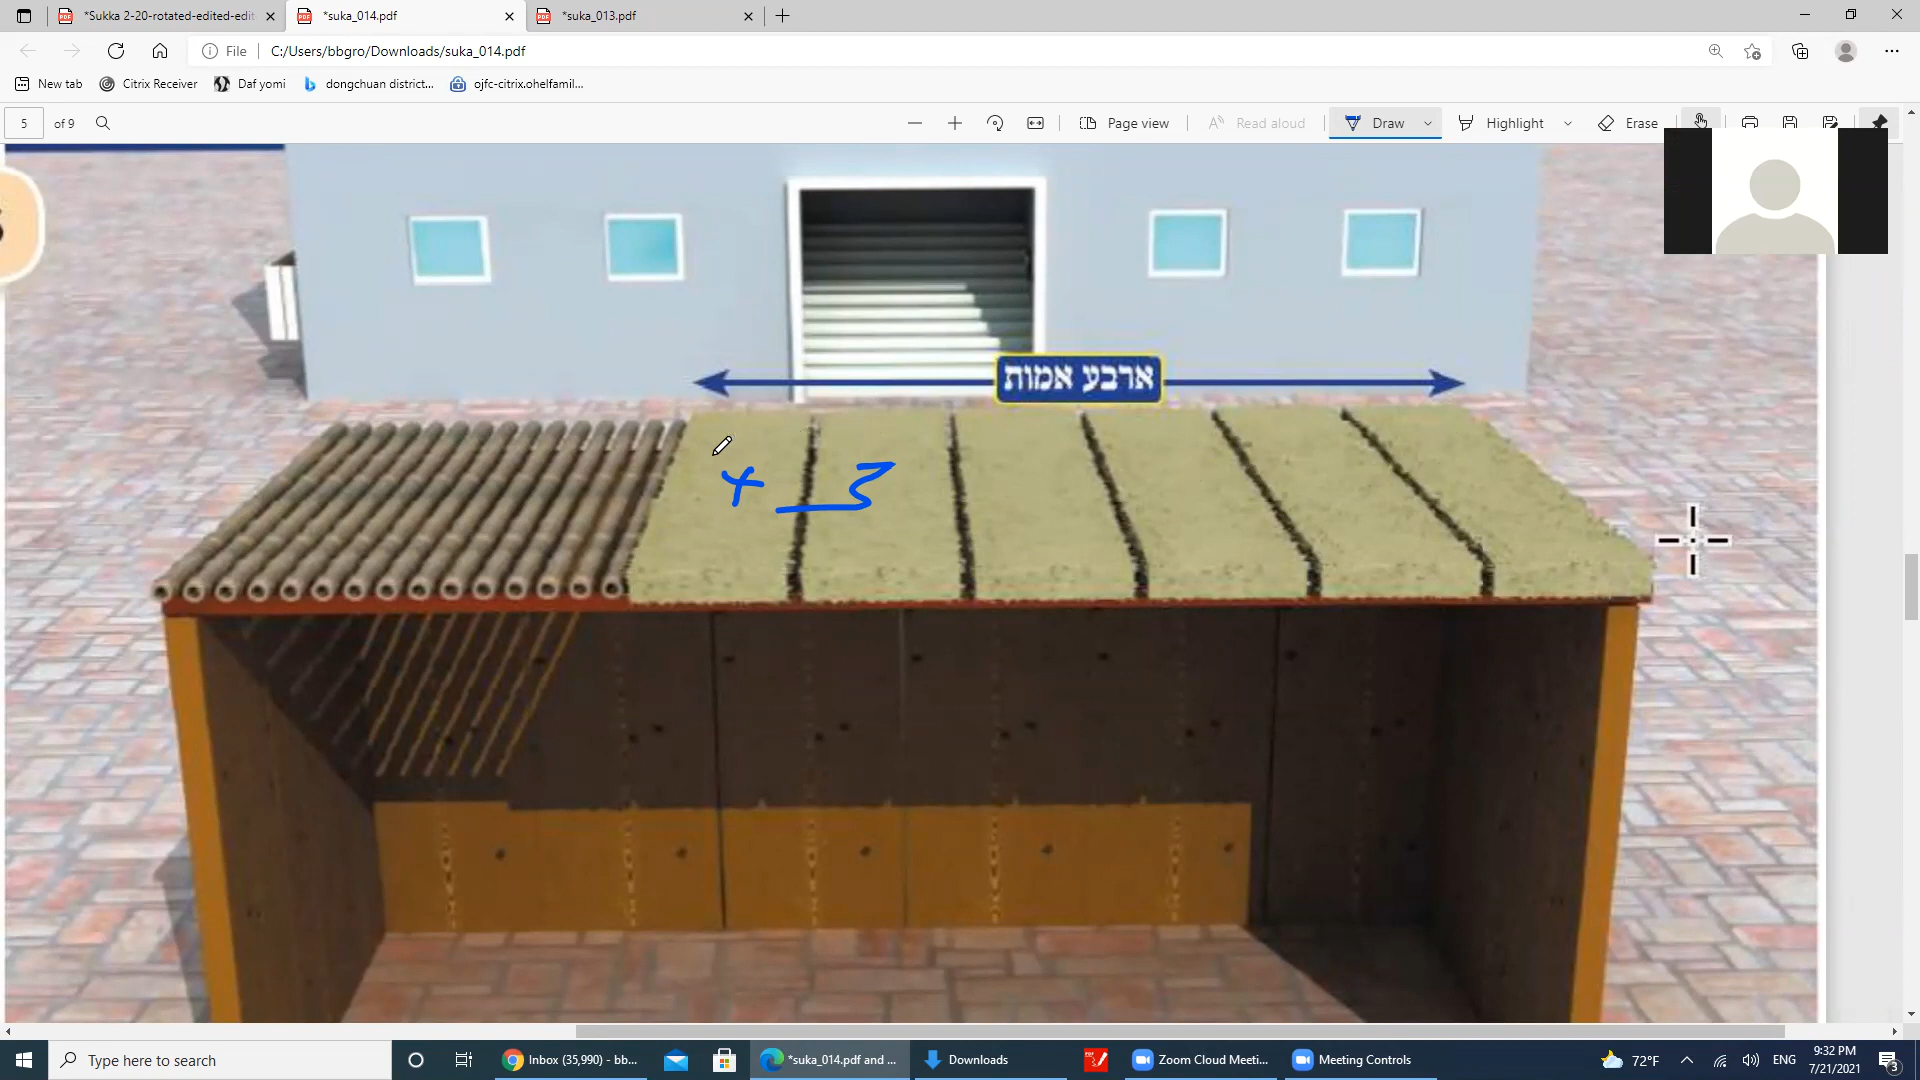 *Sukka 2-20-rotated-edited-edit
*suka_014.pdf
*suka_013.pdf
File
C:/Users/bbgro/Downloads/suka_014.pdf
New tab
Citrix Receiver
Daf yomi
dongchuan district...
ojfc-citrix.ohelfamil...
5 of 9
Page view
Read aloud
Draw
Highlight
Erase
ארבע אמות
4 3
Type here to search
Inbox (35,990) - bb...
*suka_014.pdf and ...
Downloads
Zoom Cloud Meeti...
Meeting Controls
72°F
ENG
9:32 PM
7/21/2021
3